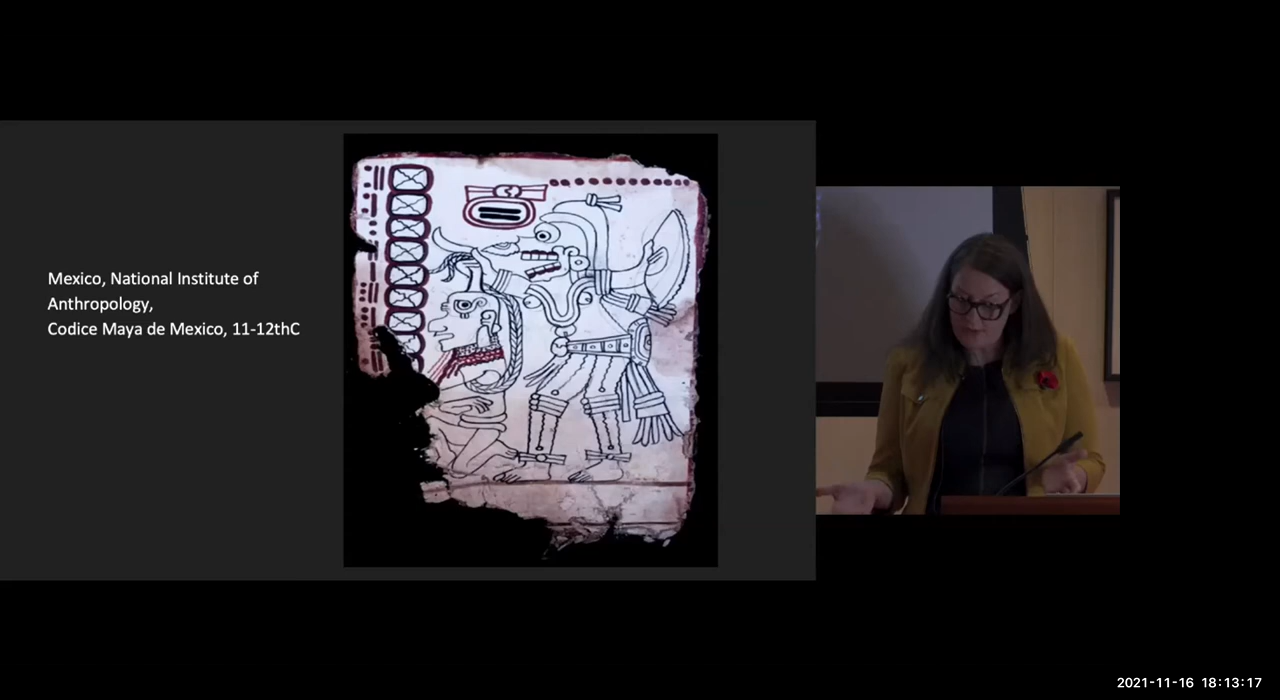 Mexico, National Institute of
Anthropology,
Codice Maya de Mexico, 11-12thC
2021-11-16 18:13:17